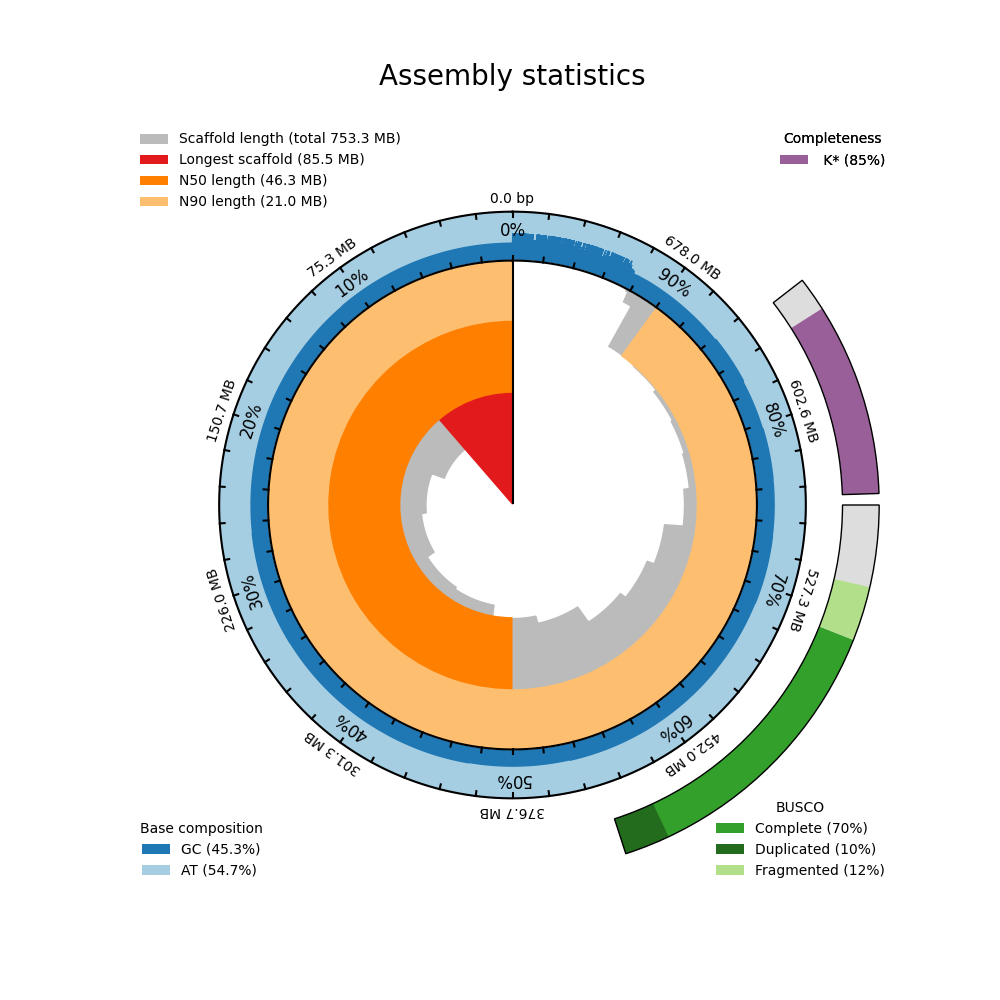 Assembly statistics
Scaffold length (total 753.3 MB)
Longest scaffold (85.5 MB)
N50 length (46.3 MB)
N90 length (21.0 MB)
Completeness
K* (85%)
0.0 bp
75.3 MB
150.7 MB
226.0 MB
301.3 MB
376.7 MB
452.0 MB
527.3 MB
602.6 MB
678.0 MB
0%
10%
20%
30%
40%
50%
60%
70%
80%
90%
Base composition
GC (45.3%)
AT (54.7%)
BUSCO
Complete (70%)
Duplicated (10%)
Fragmented (12%)